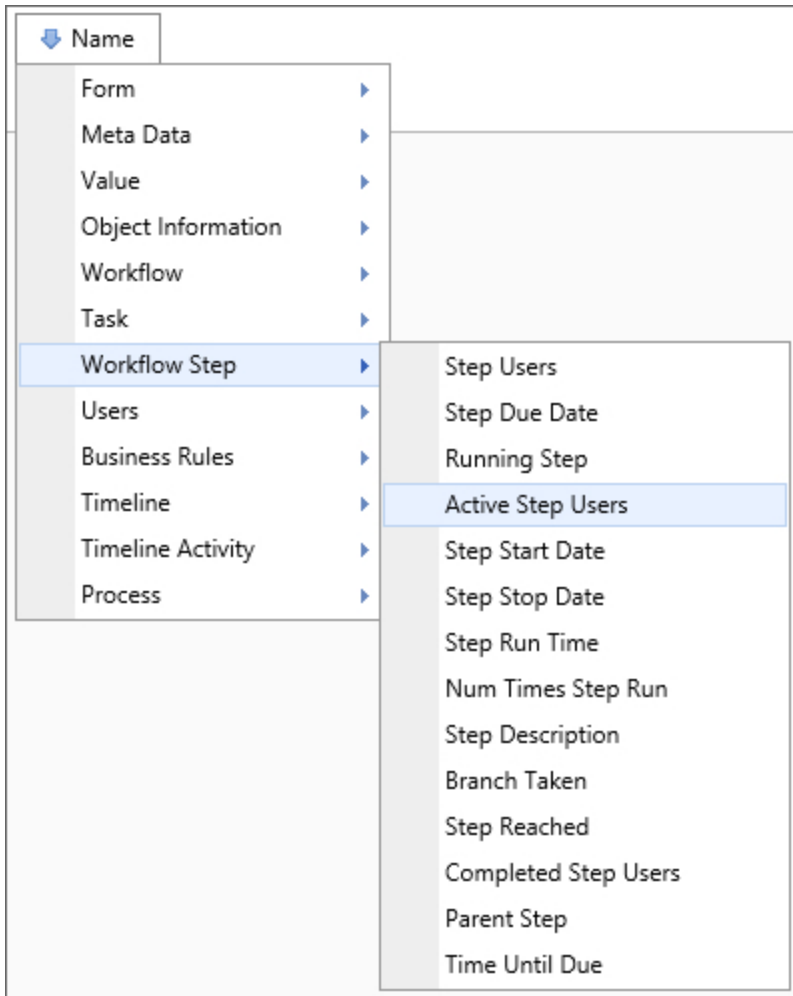 Name
Form
Meta Data
Value
Object Information
Workflow
Task
Workflow Step
Users
Business Rules
Timeline
Timeline Activity
Process
Step Users
Step Due Date
Running Step
Active Step Users
Step Start Date
Step Stop Date
Step Run Time
Num Times Step Run
Step Description
Branch Taken
Step Reached
Completed Step Users
Parent Step
Time Until Due